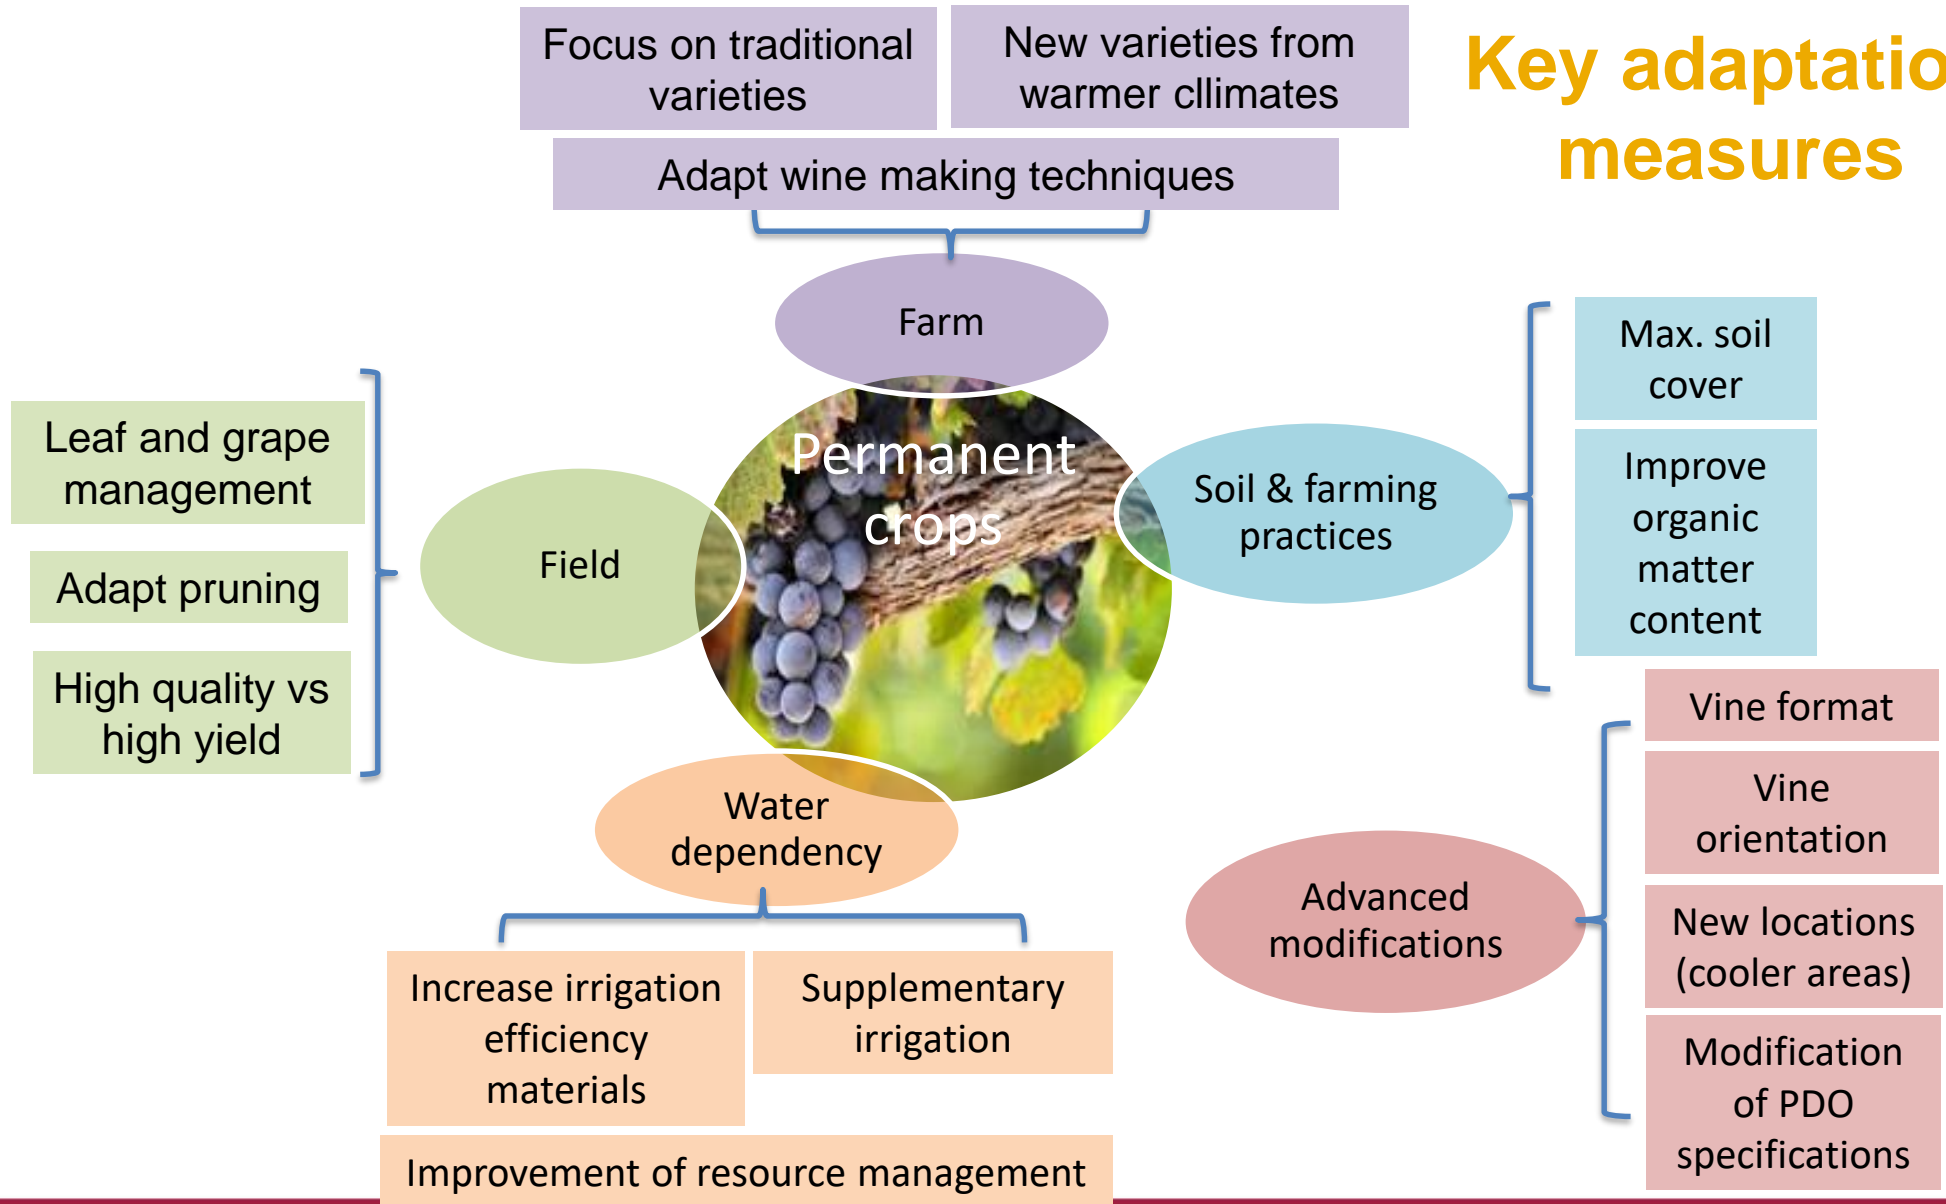 Key adaptatio
measures
Focus on traditional
varieties
New varieties from
warmer cllimates
Adapt wine making techniques
Farm
Permanent
crops
Soil & farming
practices
Max. soil
cover
Improve
organic
matter
content
Leaf and grape
management
Adapt pruning
High quality vs
high yield
Field
Water
dependency
Increase irrigation
efficiency
materials
Supplementary
irrigation
Improvement of resource management
Advanced
modifications
Vine format
Vine
orientation
New locations
(cooler areas)
Modification
of PDO
specifications